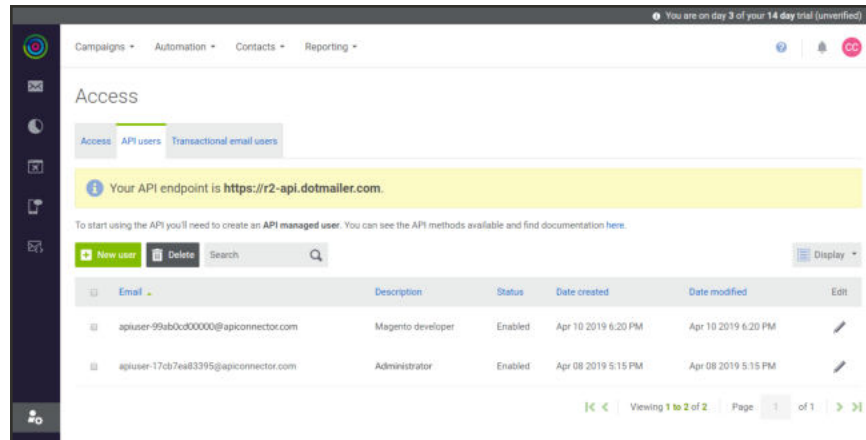 You are on day 3 of your 14 day trial (unverified)
Campaigns Automation Contacts Reporting
CC
Access
Access API users Transactional email users
Your API endpoint is https://r2-api.dotmailer.com.
To start using the API you'll need to create an API managed user. You can see the API methods available and find documentation here.
New user Delete Search Display
Email Description Status Date created Date modified Edit
apiuser-99ab0cd00000@apiconnector.com Magento developer Enabled Apr 10 2019 6:20 PM Apr 10 2019 6:20 PM
apiuser-17cb7ea83395@apiconnector.com Administrator Enabled Apr 08 2019 5:15 PM Apr 08 2019 5:15 PM
Viewing 1 to 2 of 2 Page 1 of 1